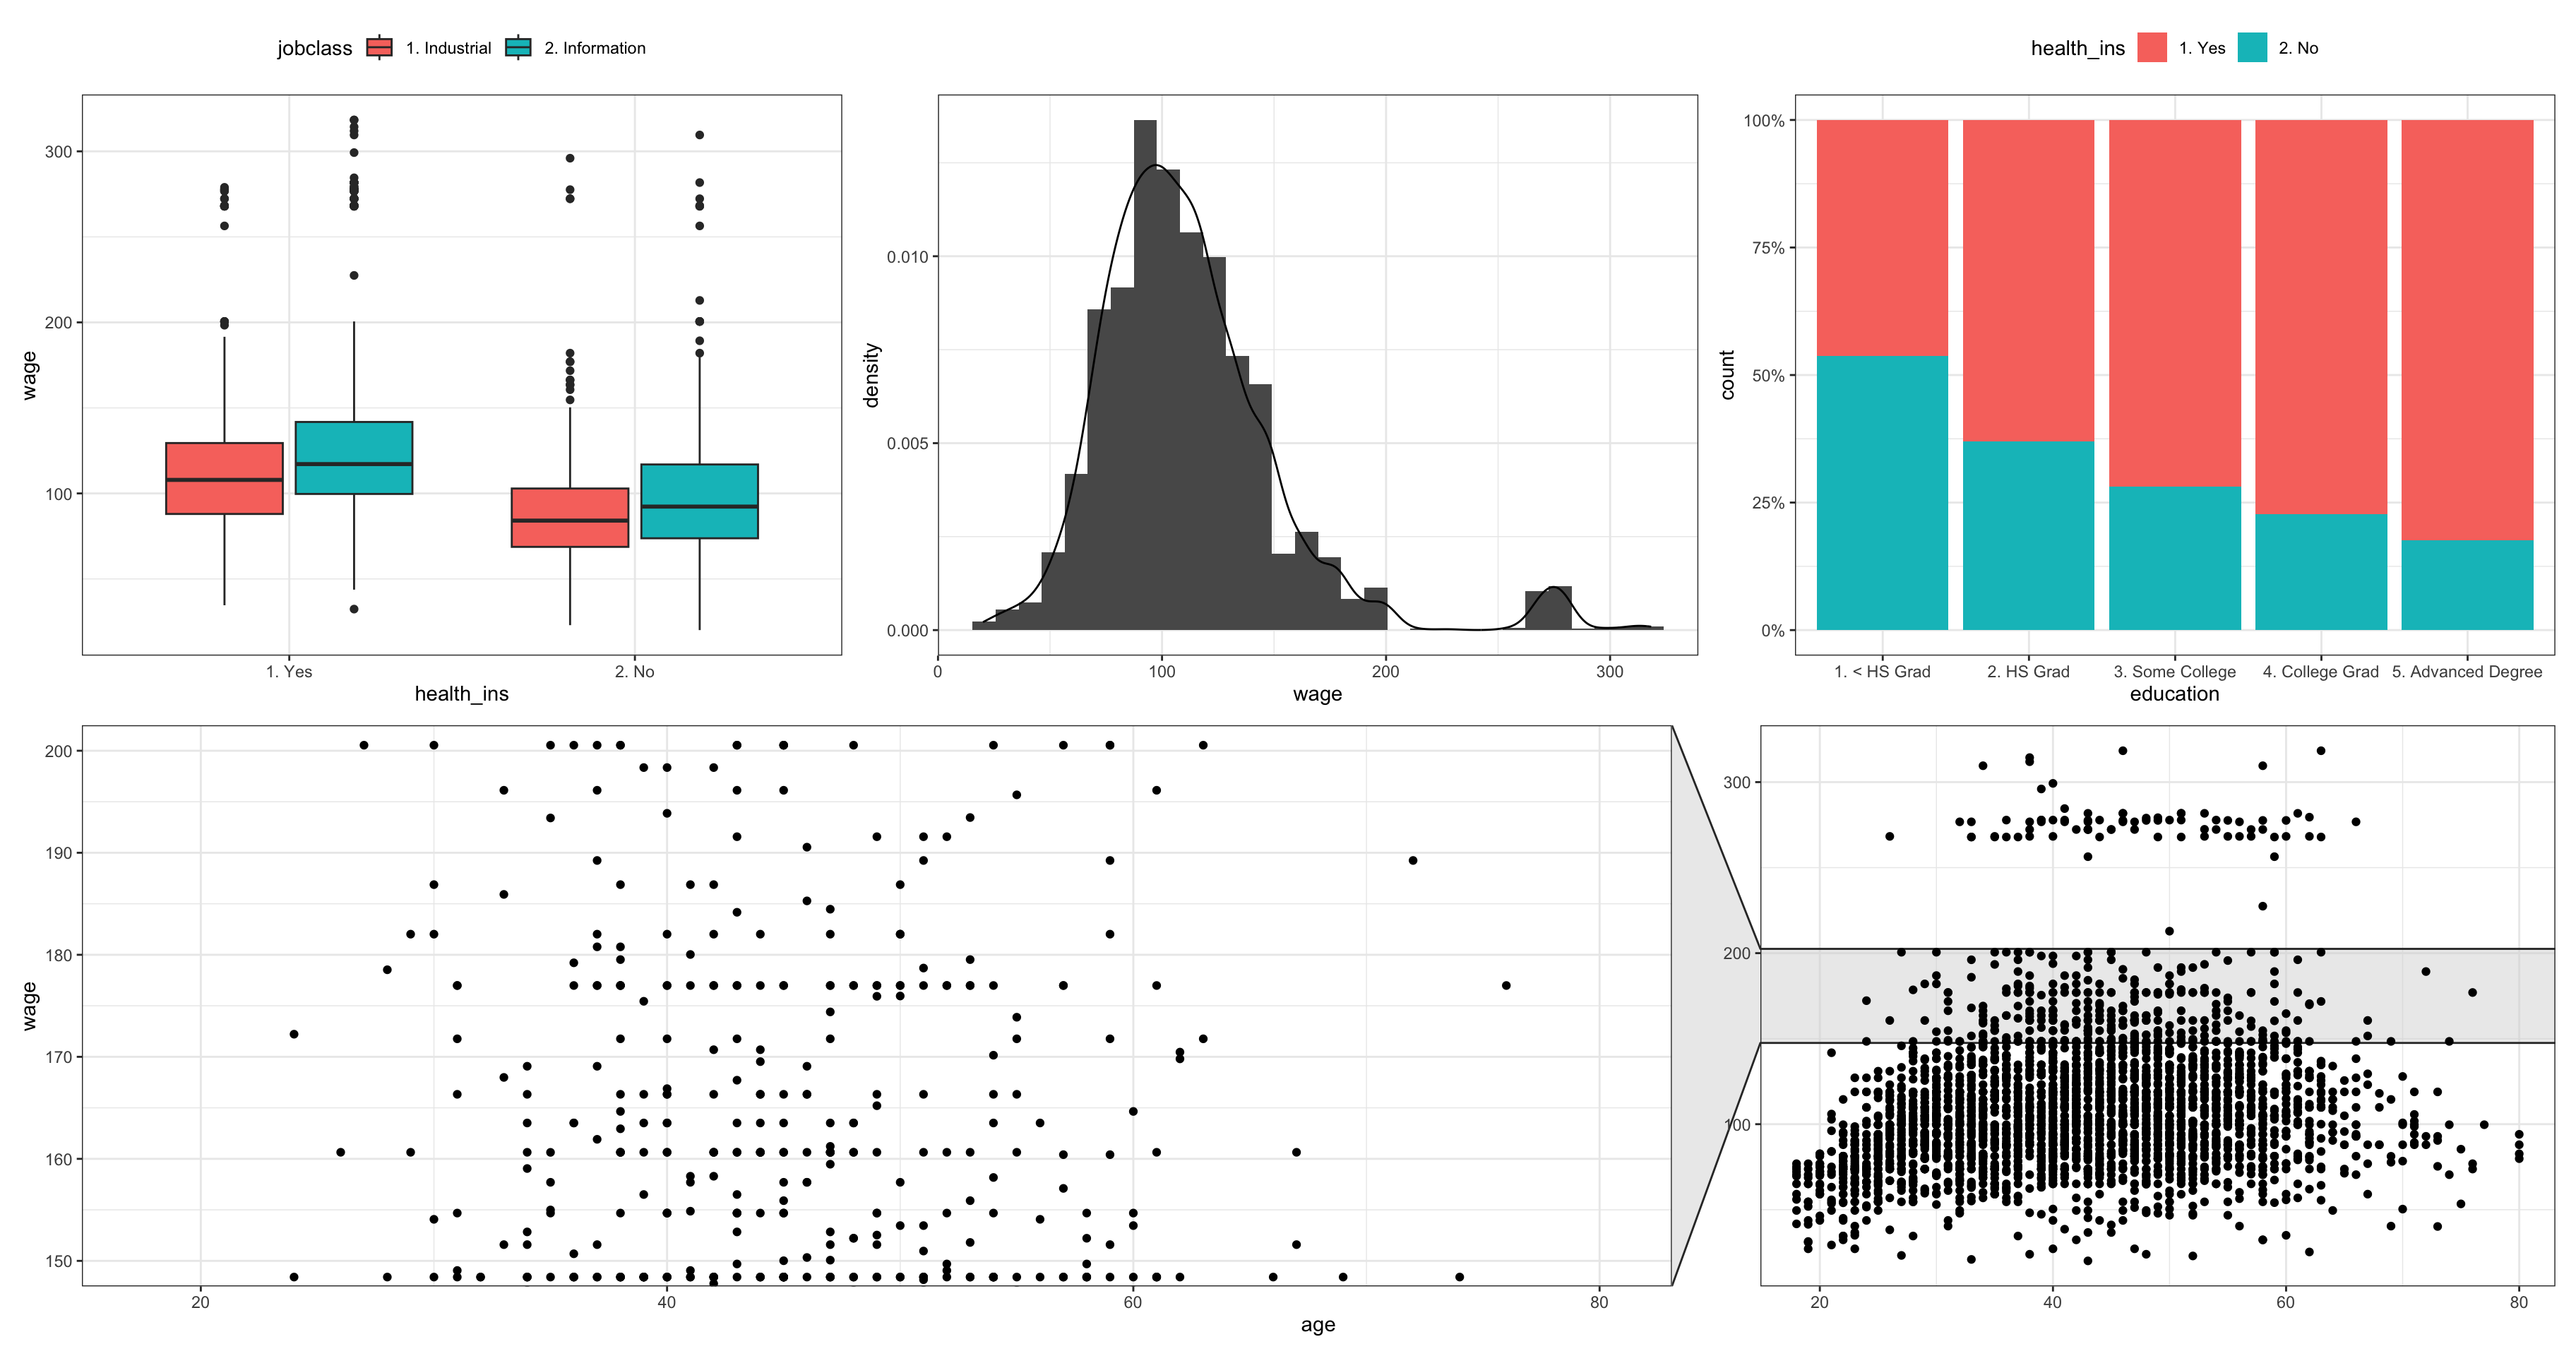 jobclass 1. Industrial 2. Information
300
200
100
wage
1. Yes 2. No
health_ins
0.010
0.005
0.000
density
0 100 200 300
wage
health_ins 1. Yes 2. No
100%
75%
50%
25%
0%
count
1. < HS Grad 2. HS Grad 3. Some College 4. College Grad 5. Advanced Degree
education
200
190
180
170
160
150
wage
20 40 60 80
300
200
100
20 40 60 80
age